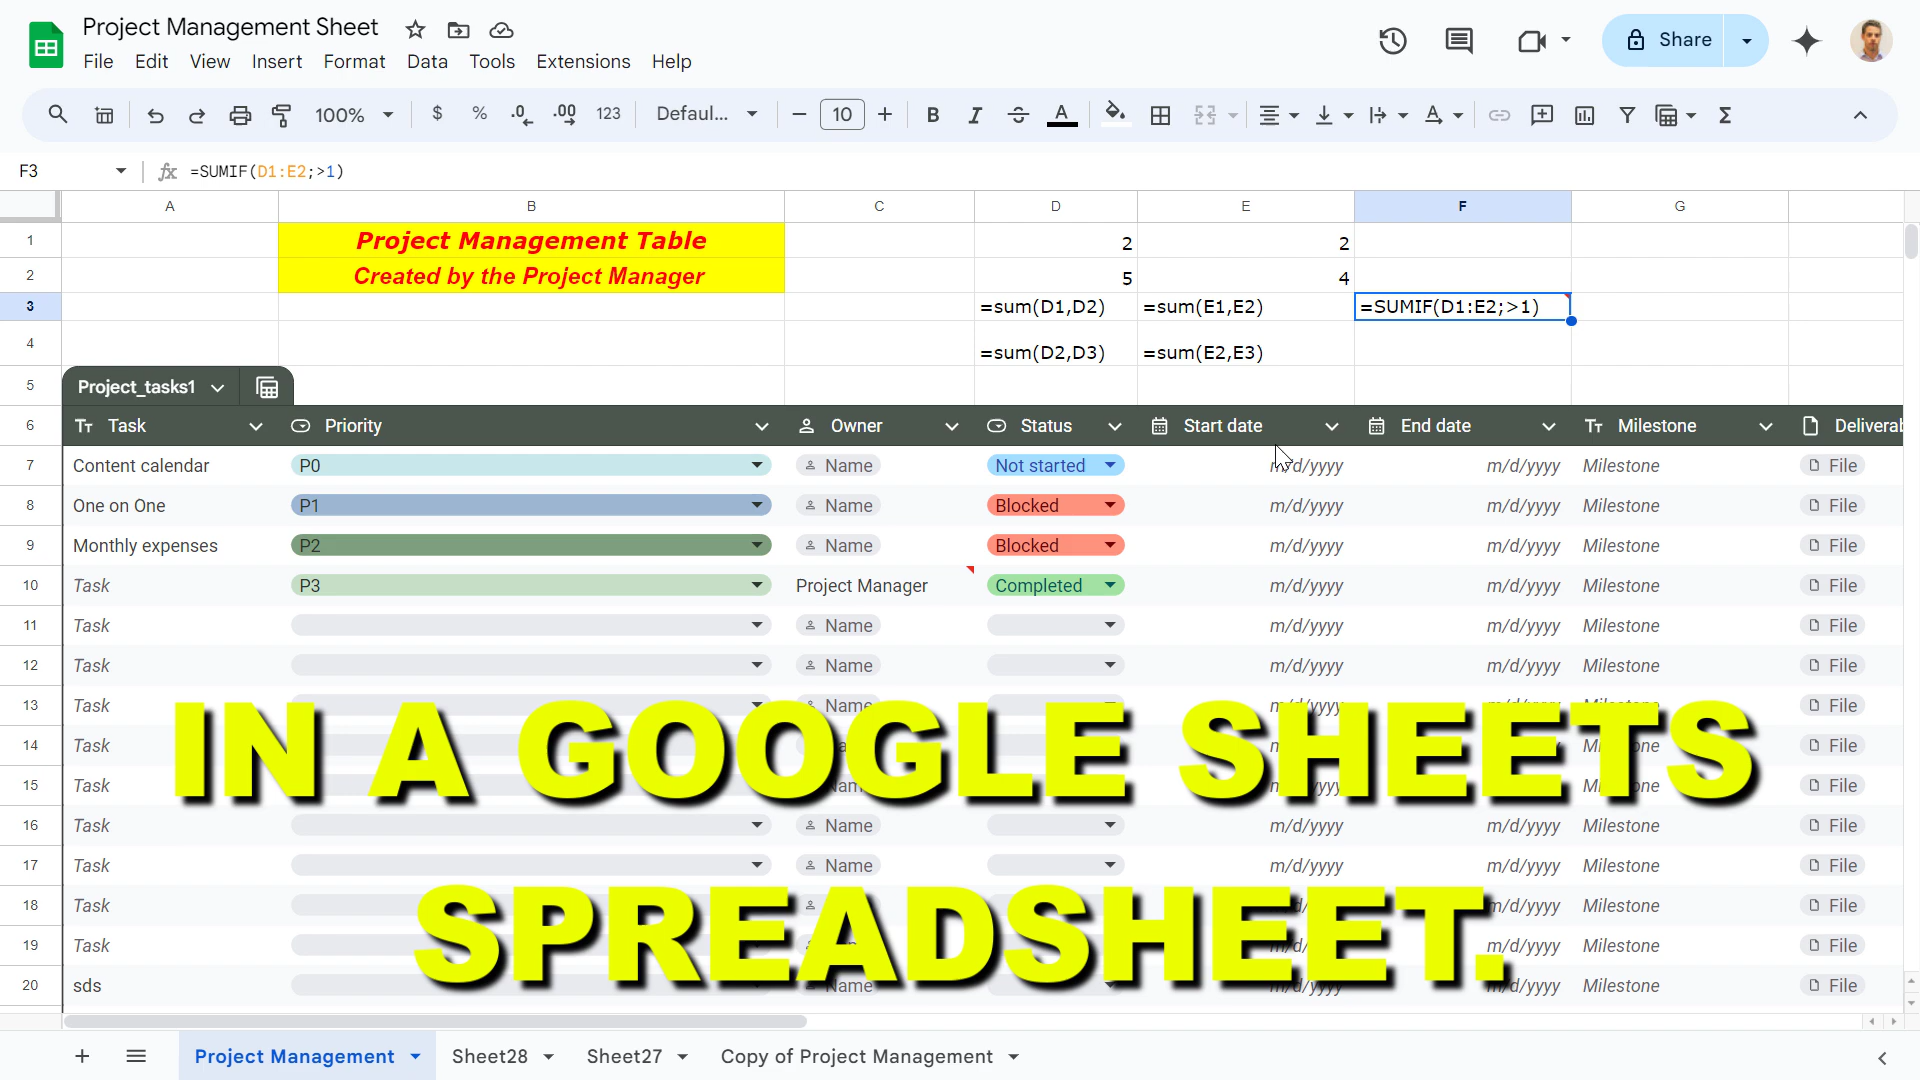 Project Management Sheet
File Edit View Insert Format Data Tools Extensions Help
Share
100% $ % .0 .00 123 Defaul... 10 B I A Σ
F3 fx =SUMIF(D1:E2;>1)
A B C D E F G
1 Project Management Table 2 2
2 Created by the Project Manager 5 4
3 =sum(D1,D2) =sum(E1,E2) =SUMIF(D1:E2;>1)
4 =sum(D2,D3) =sum(E2,E3)
5 Project_tasks1
6 Task Priority Owner Status Start date End date Milestone Deliverab
7 Content calendar P0 Name Not started m/d/yyyy m/d/yyyy Milestone File
8 One on One P1 Name Blocked m/d/yyyy m/d/yyyy Milestone File
9 Monthly expenses P2 Name Blocked m/d/yyyy m/d/yyyy Milestone File
10 Task P3 Project Manager Completed m/d/yyyy m/d/yyyy Milestone File
11 Task Name m/d/yyyy m/d/yyyy Milestone File
12 Task Name m/d/yyyy m/d/yyyy Milestone File
13 Task Name m/d/yyyy m/d/yyyy Milestone File
IN A GOOGLE SHEETS
14 Task File
15 Task File
16 Task Name m/d/yyyy m/d/yyyy Milestone File
17 Task Name m/d/yyyy m/d/yyyy Milestone File
18 Task m/d/yyyy Milestone File
SPREADSHEET.
19 Task m/d/yyyy Milestone File
20 sds Name m/d/yyyy m/d/yyyy Milestone File
Project Management Sheet28 Sheet27 Copy of Project Management